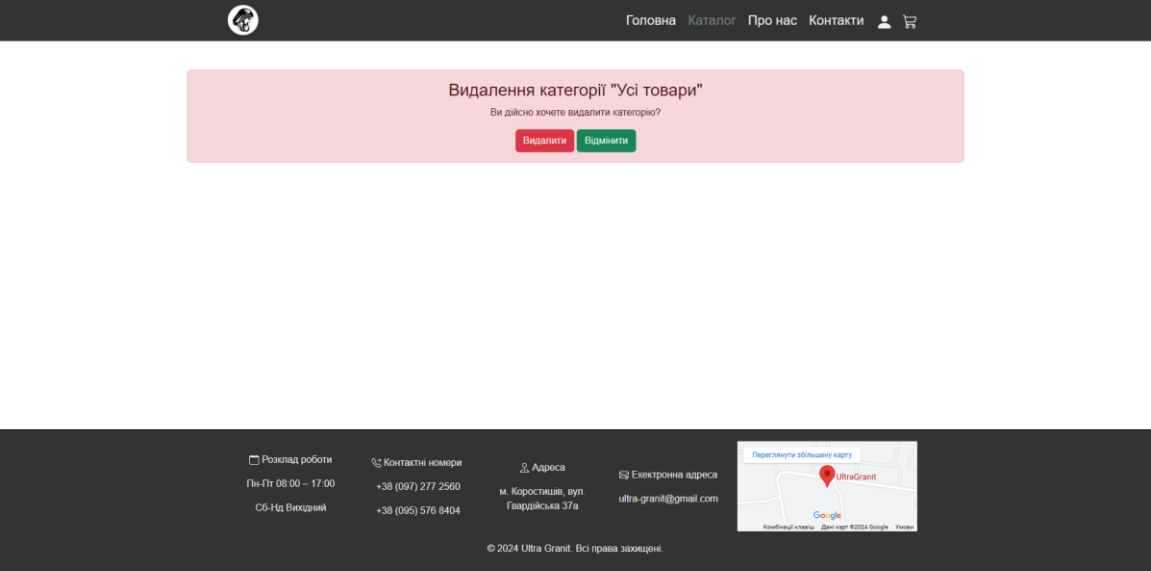 Головна Каталог Про нас Контакти
Видалення категорії "Усі товари"
Ви дійсно хочете видалити категорію?
Видалити Відмінити
Розклад роботи
Пн-Пт 08:00 – 17:00
Сб-Нд Вихідний
Контактні номери
+38 (097) 277 2560
+38 (095) 576 8404
Адреса
м. Коростишів, вул.
Гвардійська 37а
Екектронна адреса
ultra-granit@gmail.com
Переглянути збільшену карту
UltraGranit
Google
Комбінації клавіш Дані карт ©2024 Google Умови
© 2024 Ultra Granit. Всі права захищені.